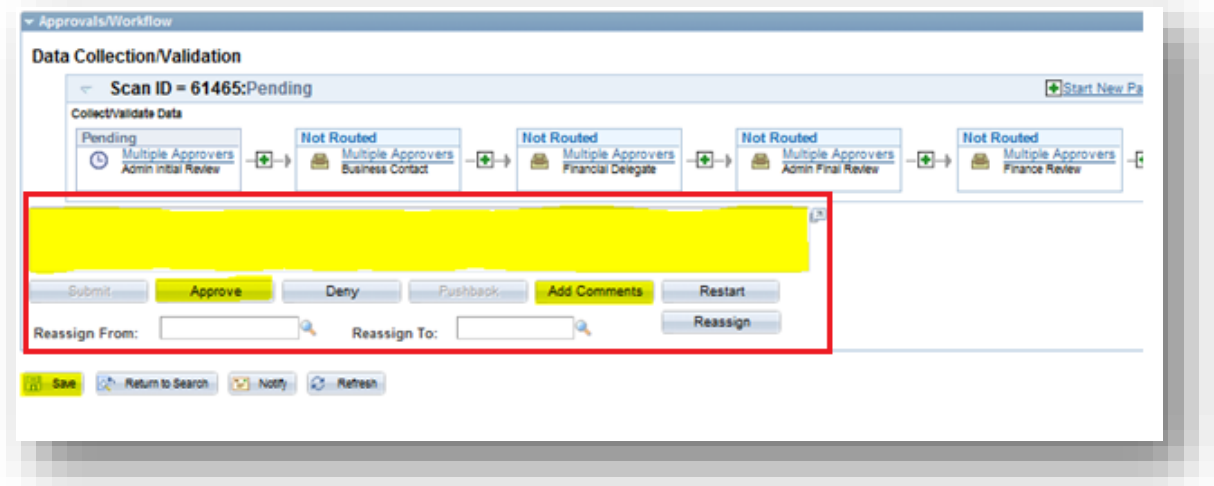 Approvals/Workflow
Data Collection/Validation
Scan ID = 61465:Pending
Start New Pa
Collect/Validate Data
Pending
Multiple Approvers
Admin Initial Review
Not Routed
Multiple Approvers
Business Contact
Not Routed
Multiple Approvers
Financial Delegate
Not Routed
Multiple Approvers
Admin Final Review
Not Routed
Multiple Approvers
Finance Review
Submit Approve Deny Pushback Add Comments Restart
Reassign From: Reassign To: Reassign
Save Return to Search Notify Refresh